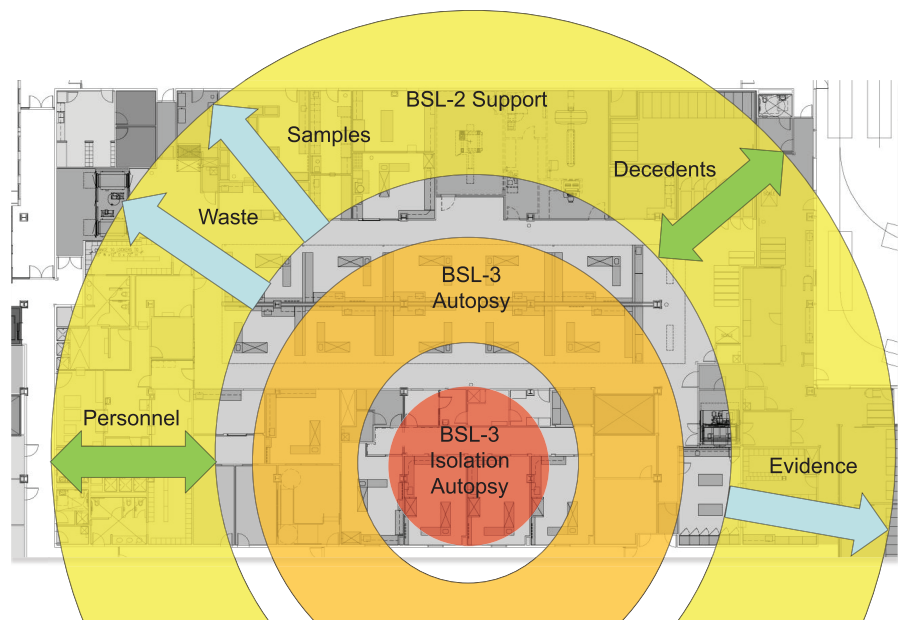 BSL-2 Support
Samples
Decedents
Waste
BSL-3
Autopsy
Personnel
BSL-3
Isolation
Autopsy
Evidence